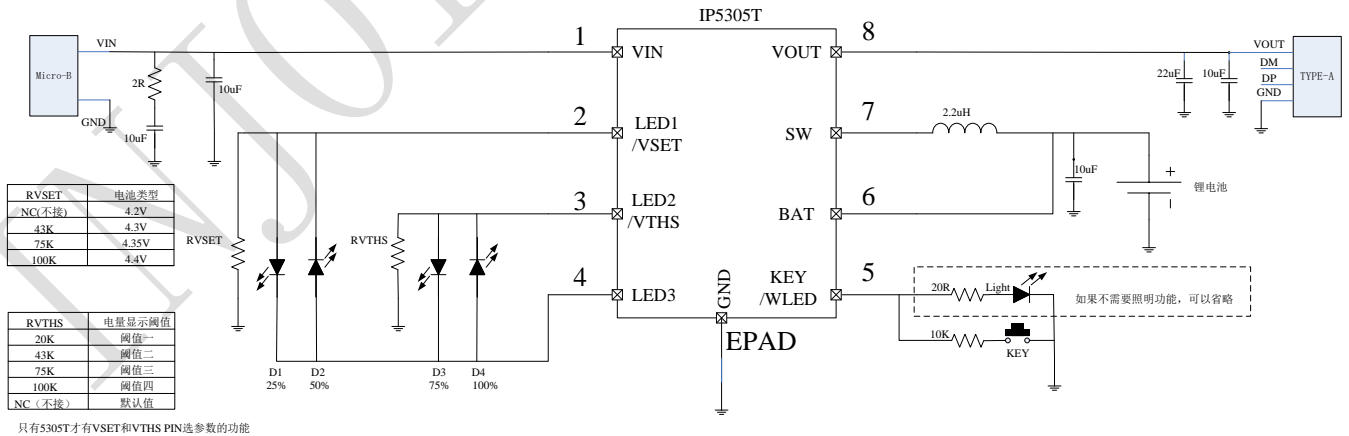 INJO
IP5305T
Micro-B
VIN
GND
2R
10uF
10uF
1
VIN
2
LED1
/VSET
3
LED2
/VTHS
4
LED3
GND
EPAD
8
VOUT
7
SW
6
BAT
5
KEY
/WLED
22uF
10uF
VOUT
DM
DP
GND
TYPE-A
2.2uH
10uF
+
锂电池
20R
Light
如果不需要照明功能，可以省略
10K
KEY
RVSET
RVTHS
D1
25%
D2
50%
D3
75%
D4
100%
RVSET 电池类型
NC(不接) 4.2V
43K 4.3V
75K 4.35V
100K 4.4V
RVTHS 电量显示阈值
20K 阈值一
43K 阈值二
75K 阈值三
100K 阈值四
NC（不接） 默认值
只有5305T才有VSET和VTHS PIN选参数的功能